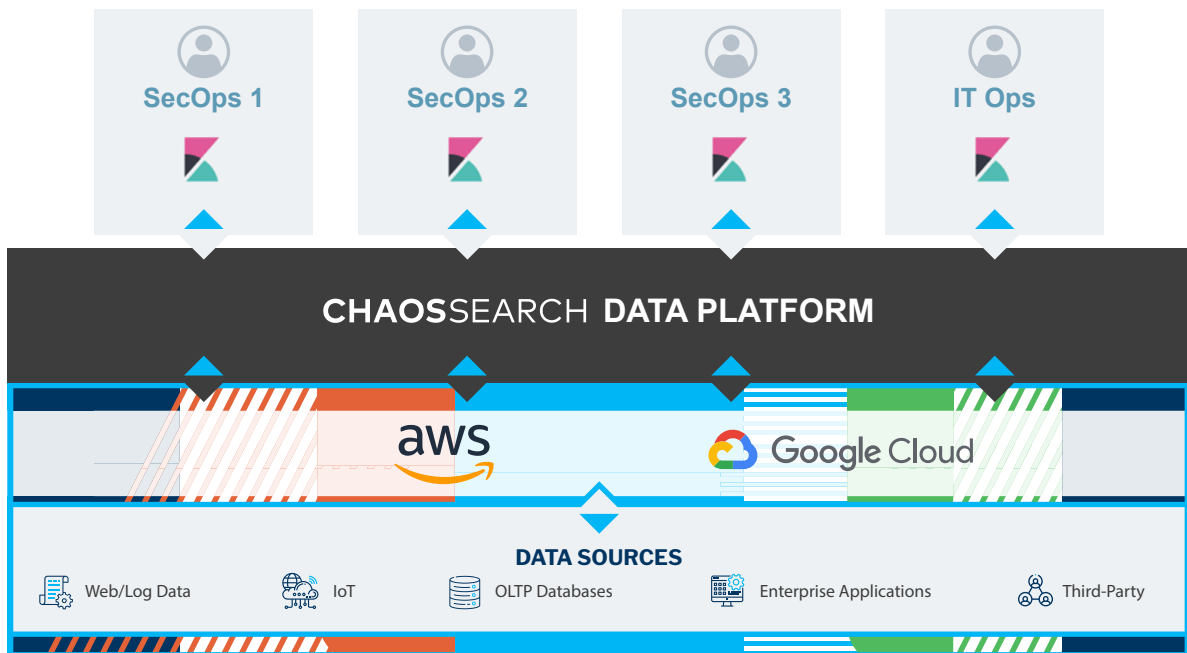 SecOps 1
SecOps 2
SecOps 3
IT Ops
CHAOSSEARCH DATA PLATFORM
aws
Google Cloud
DATA SOURCES
Web/Log Data
IoT
OLTP Databases
Enterprise Applications
Third-Party